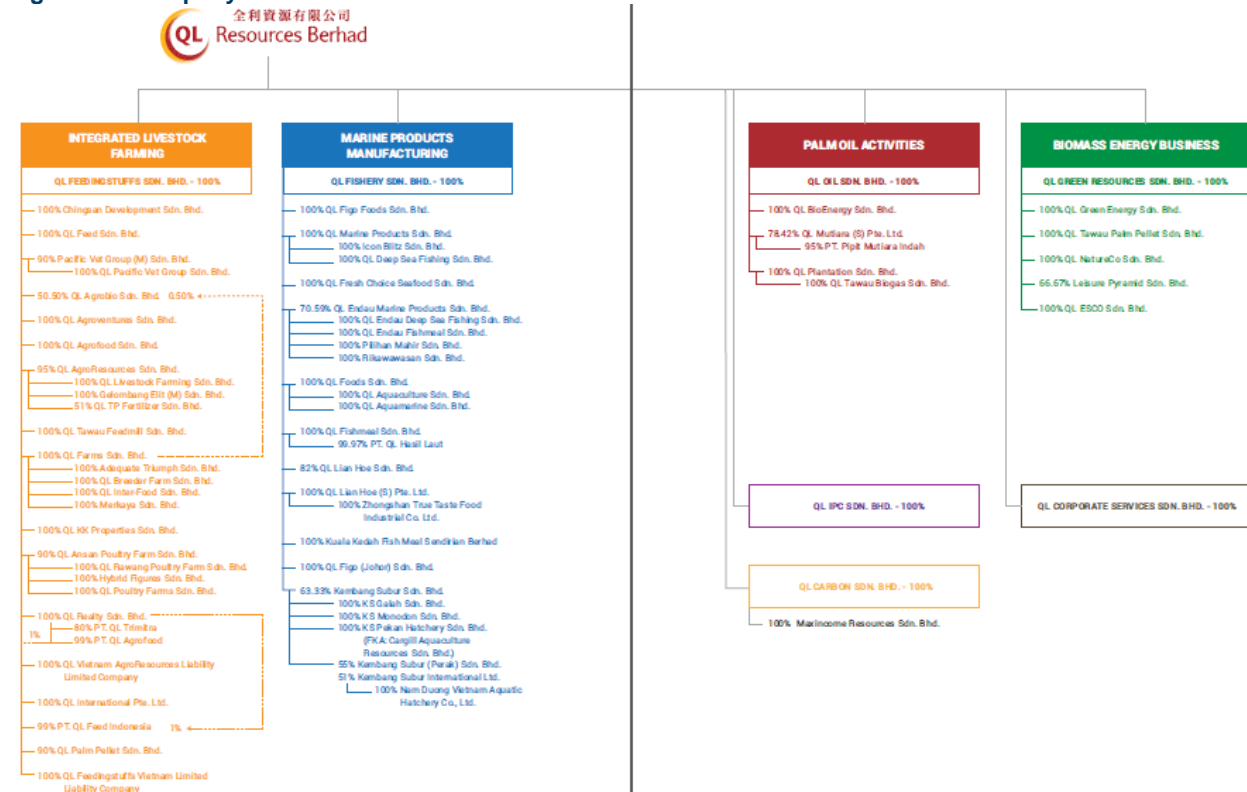 全利資源有限公司
QL
Resources Berhad
INTEGRATED LIVESTOCK
FARMING
QL FEEDINGSTUFFS SDN. BHD. - 100%
100% Chingsan Development Sdn. Bhd.
100% QL Feed Sdn. Bhd.
90% Pacific Vet Group (M) Sdn. Bhd.
100% QL Pacific Vet Group Sdn. Bhd.
50.50% QL Agrobio Sdn. Bhd. 0.50%
100% QL Agroventures Sdn. Bhd.
100% QL Agrofood Sdn. Bhd.
95% QL AgroResources Sdn. Bhd.
100% QL Livestock Farming Sdn. Bhd.
100% Gelombang Elit (M) Sdn. Bhd.
51% QL TP Fertilizer Sdn. Bhd.
100% QL Tawau Feedmill Sdn. Bhd.
100% QL Farms Sdn. Bhd.
100% Adequate Triumph Sdn. Bhd.
100% QL Breeder Farm Sdn. Bhd.
100% QL Inter-Food Sdn. Bhd.
100% Merkaya Sdn. Bhd.
100% QL KK Properties Sdn. Bhd.
90% QL Ansan Poultry Farm Sdn. Bhd.
100% QL Rawang Poultry Farm Sdn. Bhd.
100% Hybrid Figures Sdn. Bhd.
100% QL Poultry Farms Sdn. Bhd.
100% QL Realty Sdn. Bhd.
80% PT. QL Trimitra
1%
99% PT. QL Agrofood
100% QL Vietnam AgroResources Liability
Limited Company
100% QL International Pte. Ltd.
99% PT. QL Feed Indonesia 1%
90% QL Palm Pellet Sdn. Bhd.
100% QL Feedingstuffs Vietnam Limited
Liability Company
MARINE PRODUCTS
MANUFACTURING
QL FISHERY SDN. BHD. - 100%
100% QL Figo Foods Sdn. Bhd.
100% QL Marine Products Sdn. Bhd.
100% Icon Blitz Sdn. Bhd.
100% QL Deep Sea Fishing Sdn. Bhd.
100% QL Fresh Choice Seafood Sdn. Bhd.
70.59% QL Endau Marine Products Sdn. Bhd.
100% QL Endau Deep Sea Fishing Sdn. Bhd.
100% QL Endau Fishmeal Sdn. Bhd.
100% Pilihan Mahir Sdn. Bhd.
100% Rikawawasan Sdn. Bhd.
100% QL Foods Sdn. Bhd.
100% QL Aquaculture Sdn. Bhd.
100% QL Aquamarine Sdn. Bhd.
100% QL Fishmeal Sdn. Bhd.
99.97% PT. QL Hasil Laut
82% QL Lian Hoe Sdn. Bhd.
100% QL Lian Hoe (S) Pte. Ltd.
100% Zhongshan True Taste Food
Industrial Co. Ltd.
100% Kuala Kedah Fish Meal Sendirian Berhad
100% QL Figo (Johor) Sdn. Bhd.
63.33% Kembang Subur Sdn. Bhd.
100% KS Galah Sdn. Bhd.
100% KS Monodon Sdn. Bhd.
100% KS Pekan Hatchery Sdn. Bhd.
(FKA: Cargill Aquaculture
Resources Sdn. Bhd.)
55% Kembang Subur (Perak) Sdn. Bhd.
51% Kembang Subur International Ltd.
100% Nam Duong Vietnam Aquatic
Hatchery Co., Ltd.
PALM OIL ACTIVITIES
QL OIL SDN. BHD. - 100%
100% QL BioEnergy Sdn. Bhd.
78.42% QL Mutiara (S) Pte. Ltd.
95% PT. Pipit Mutiara Indah
100% QL Plantation Sdn. Bhd.
100% QL Tawau Biogas Sdn. Bhd.
QL IPC SDN. BHD. - 100%
QL CARBON SDN. BHD. - 100%
100% Maxincome Resources Sdn. Bhd.
BIOMASS ENERGY BUSINESS
QL GREEN RESOURCES SDN. BHD. - 100%
100% QL Green Energy Sdn. Bhd.
100% QL Tawau Palm Pellet Sdn. Bhd.
100% QL NatureCo Sdn. Bhd.
66.67% Leisure Pyramid Sdn. Bhd.
100% QL ESCO Sdn. Bhd.
QL CORPORATE SERVICES SDN. BHD. - 100%